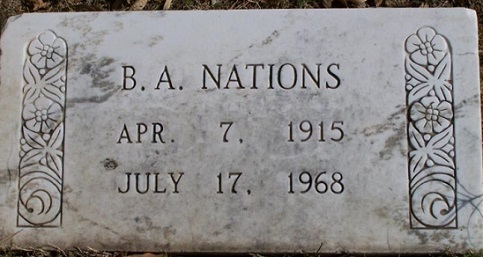 B. A. NATIONS
APR. 7, 1915
JULY 17, 1968